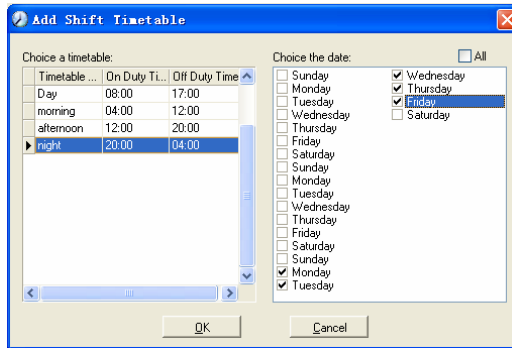 Add Shift Timetable
Choice a timetable:
Timetable ... On Duty Ti... Off Duty Time
Day 08:00 17:00
morning 04:00 12:00
afternoon 12:00 20:00
night 20:00 04:00
Choice the date:
All
Sunday
Monday
Tuesday
Wednesday
Thursday
Friday
Saturday
Sunday
Monday
Tuesday
Wednesday
Thursday
Friday
Saturday
Sunday
Monday
Tuesday
Wednesday
Thursday
Friday
Saturday
OK
Cancel